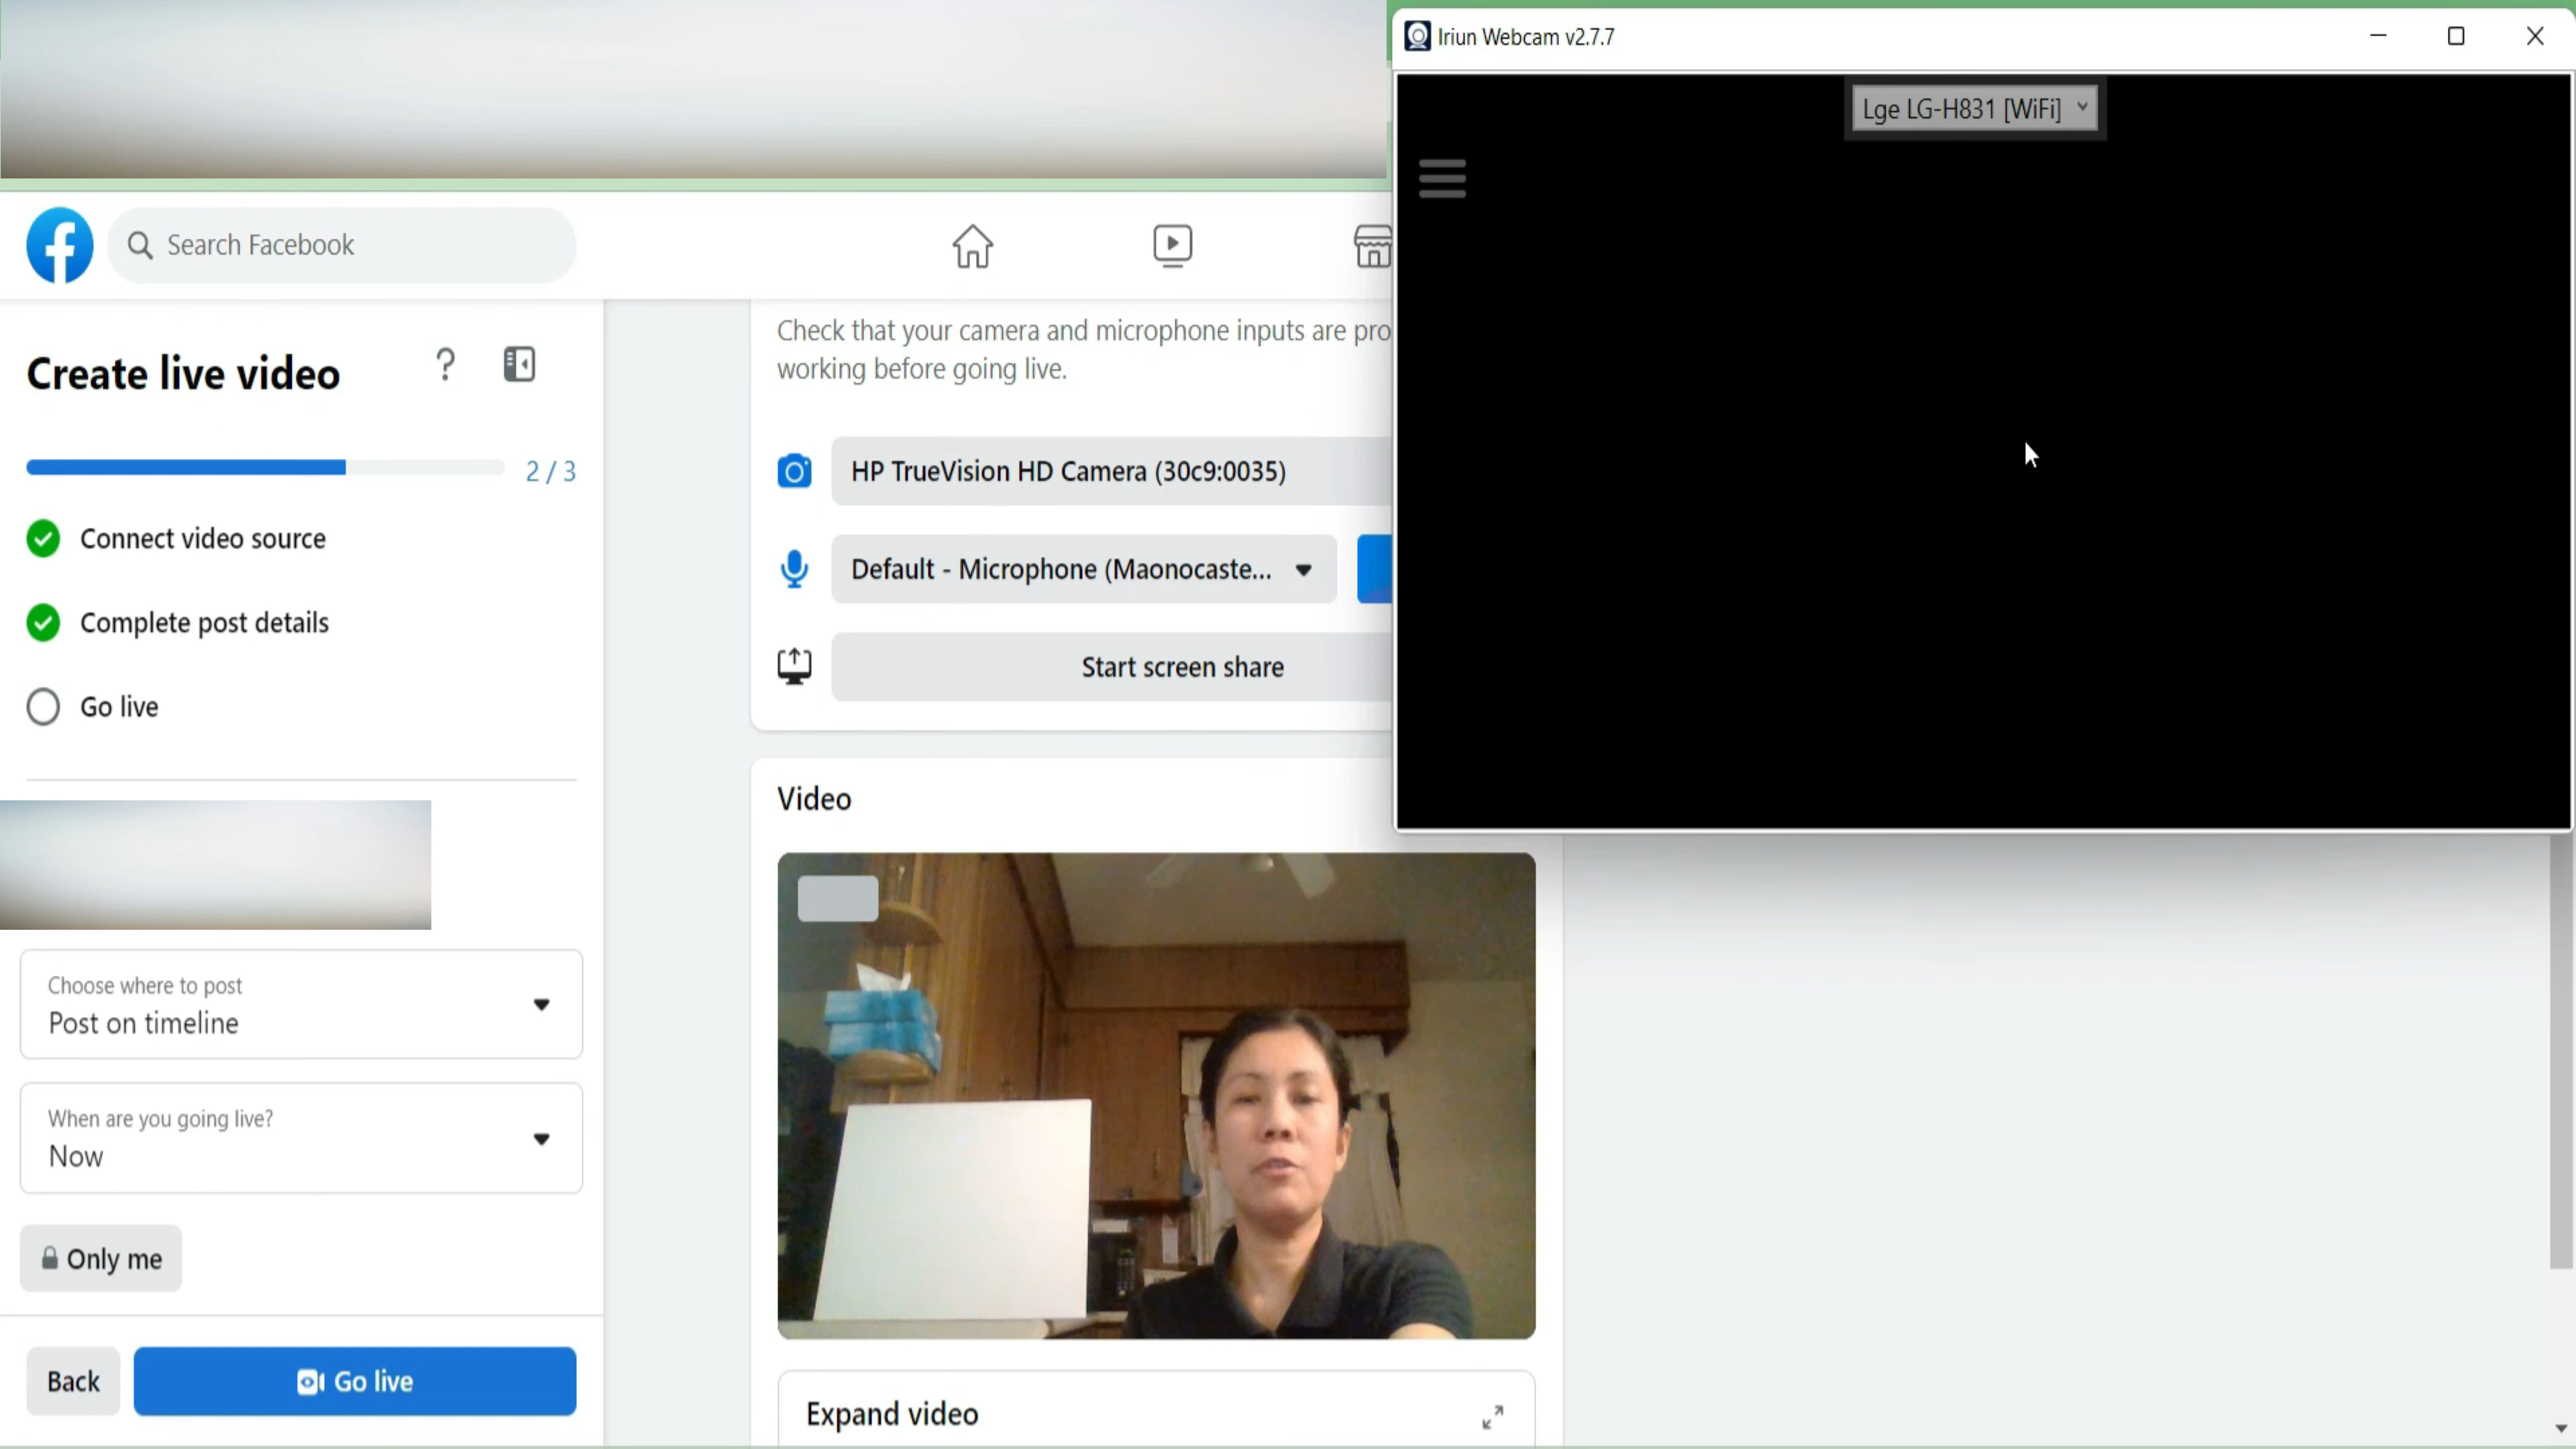 Iriun Webcam v2.7.7
Lge LG-H831 [WiFi]
Search Facebook
Create live video
?
2 / 3
Connect video source
Complete post details
Go live
Choose where to post
Post on timeline
When are you going live?
Now
Only me
Back
Go live
Check that your camera and microphone inputs are pro
working before going live.
HP TrueVision HD Camera (30c9:0035)
Default - Microphone (Maonocaste...
Start screen share
Video
Expand video